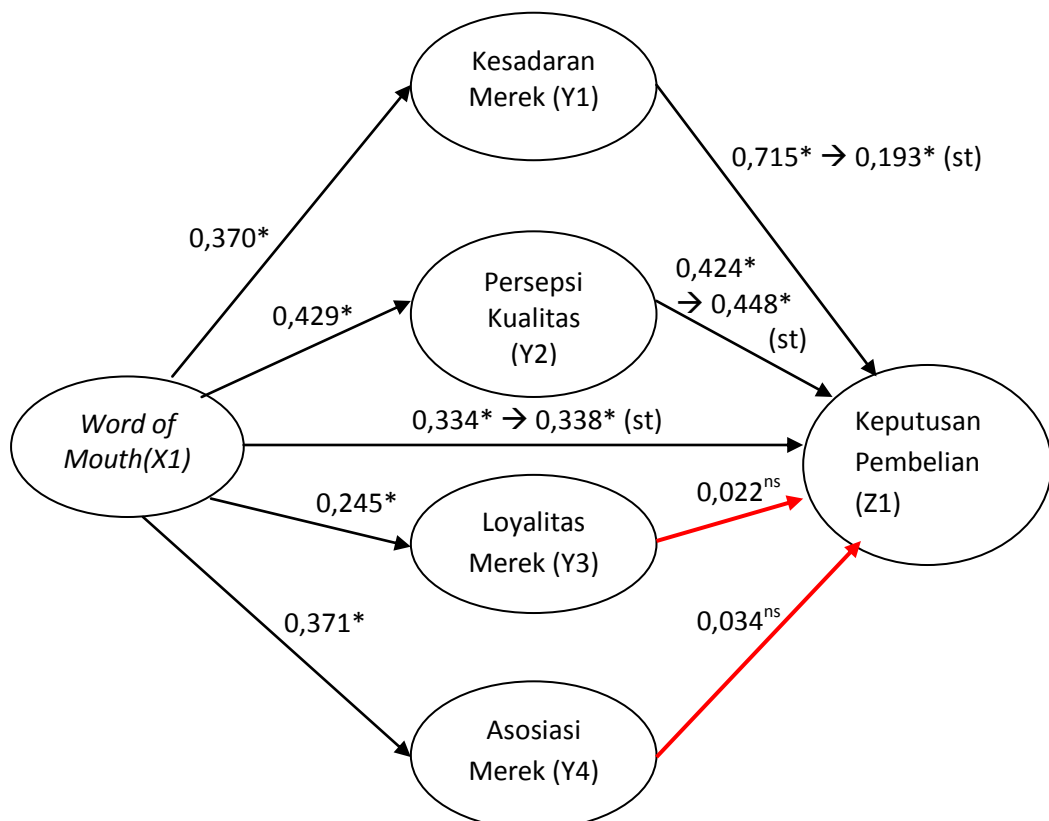 Kesadaran
Merek (Y1)
0,715* → 0,193* (st)
0,370*
Persepsi
Kualitas
(Y2)
0,424*
→ 0,448*
(st)
0,429*
Word of
Mouth(X1)
0,334* → 0,338* (st)
Keputusan
Pembelian
(Z1)
0,245*
Loyalitas
Merek (Y3)
0,022ns
0,371*
0,034ns
Asosiasi
Merek (Y4)